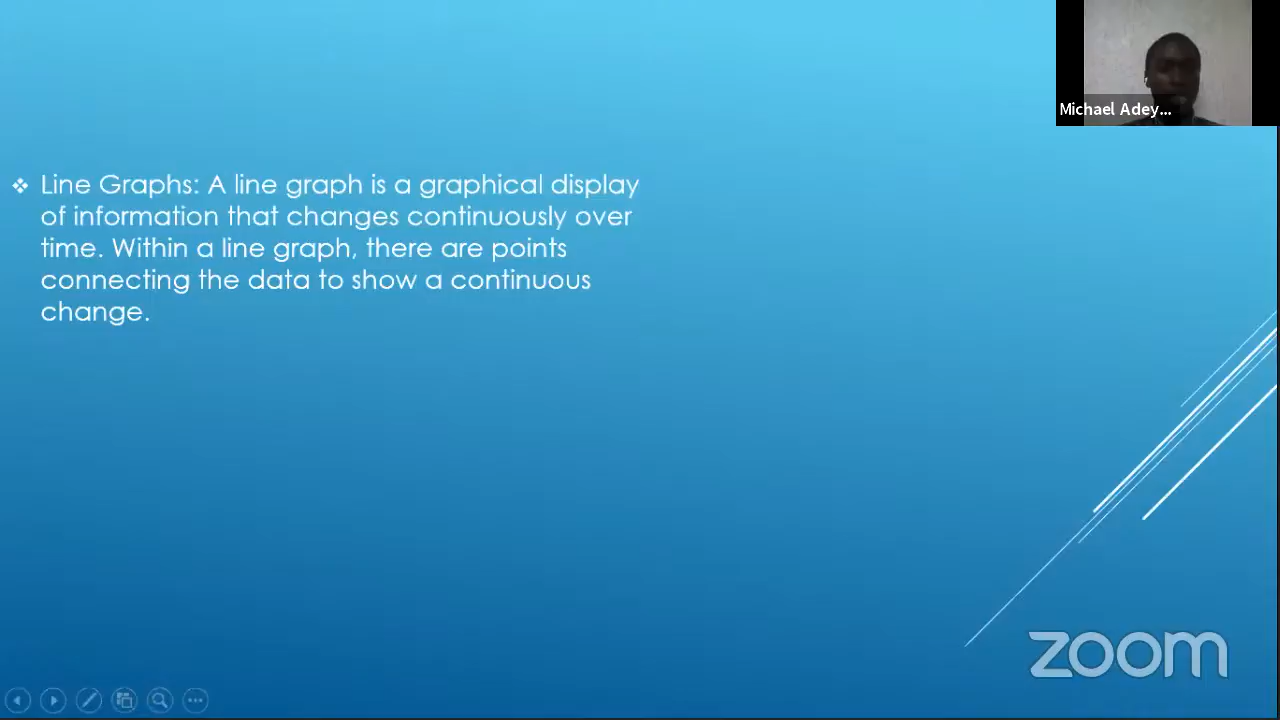 Michael Adey...
❖ Line Graphs: A line graph is a graphical display
of information that changes continuously over
time. Within a line graph, there are points
connecting the data to show a continuous
change.
zoom